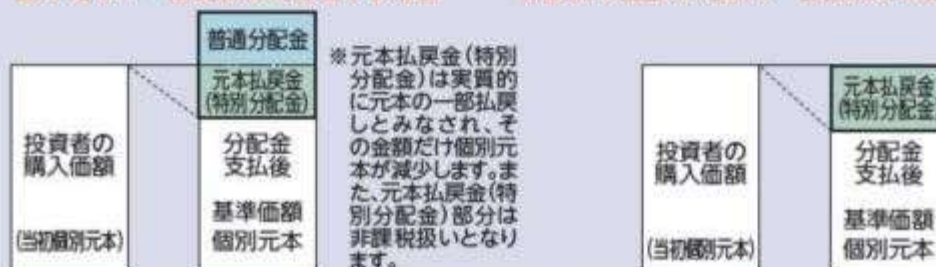 普通分配金
元本払戻金
(特別分配金)
投資者の
購入価額
(当初個別元本)
分配金
支払後
基準価額
個別元本
※元本払戻金(特別
分配金)は実質的
に元本の一部払戻
しとみなされ、そ
の金額だけ個別元
本が減少します。ま
た、元本払戻金(特
別分配金)部分は
非課税扱いとなり
ます。
投資者の
購入価額
(当初個別元本)
元本払戻金
(特別分配金
分配金
支払後
基準価額
個別元本